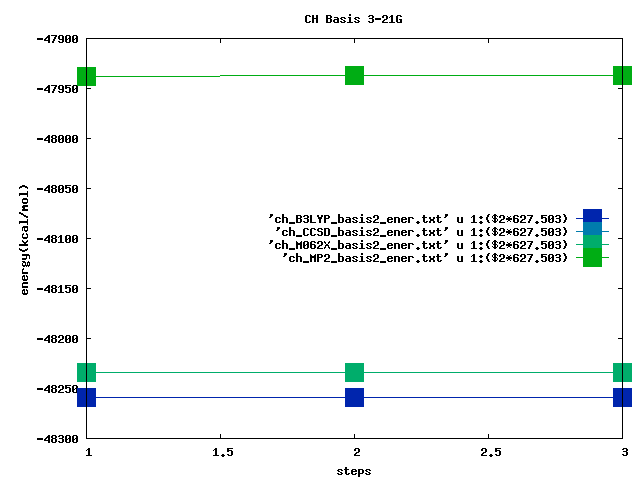 CH Basis 3-21G
-47900
-47950
-48000
-48050
-48100
-48150
-48200
-48250
-48300
energy(kcal/mol)
'ch_B3LYP_basis2_ener.txt' u 1:($2*627.503)
'ch_CCSD_basis2_ener.txt' u 1:($2*627.503)
'ch_M062X_basis2_ener.txt' u 1:($2*627.503)
'ch_MP2_basis2_ener.txt' u 1:($2*627.503)
1 1.5 2 2.5 3
steps